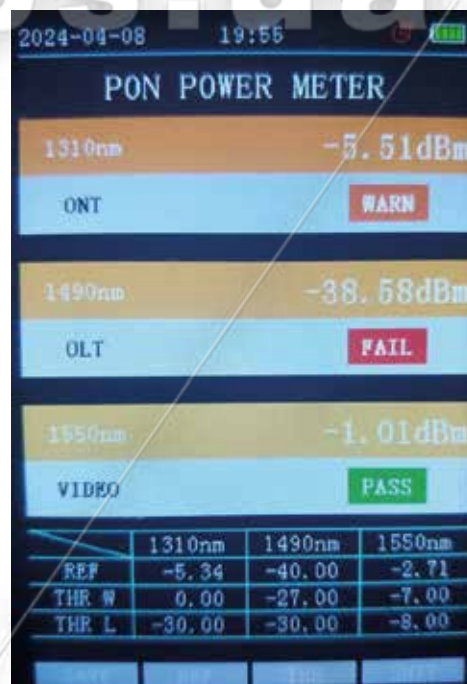 2024-04-08 19:55
PON POWER METER
1310nm -5.51dBm
ONT WARN
1490nm -38.58dBm
OLT FAIL
1550nm -1.01dBm
VIDEO PASS
1310nm 1490nm 1550nm
REF -5.34 -40.00 -2.71
THR W 0.00 -27.00 -7.00
THR L -30.00 -30.00 -8.00